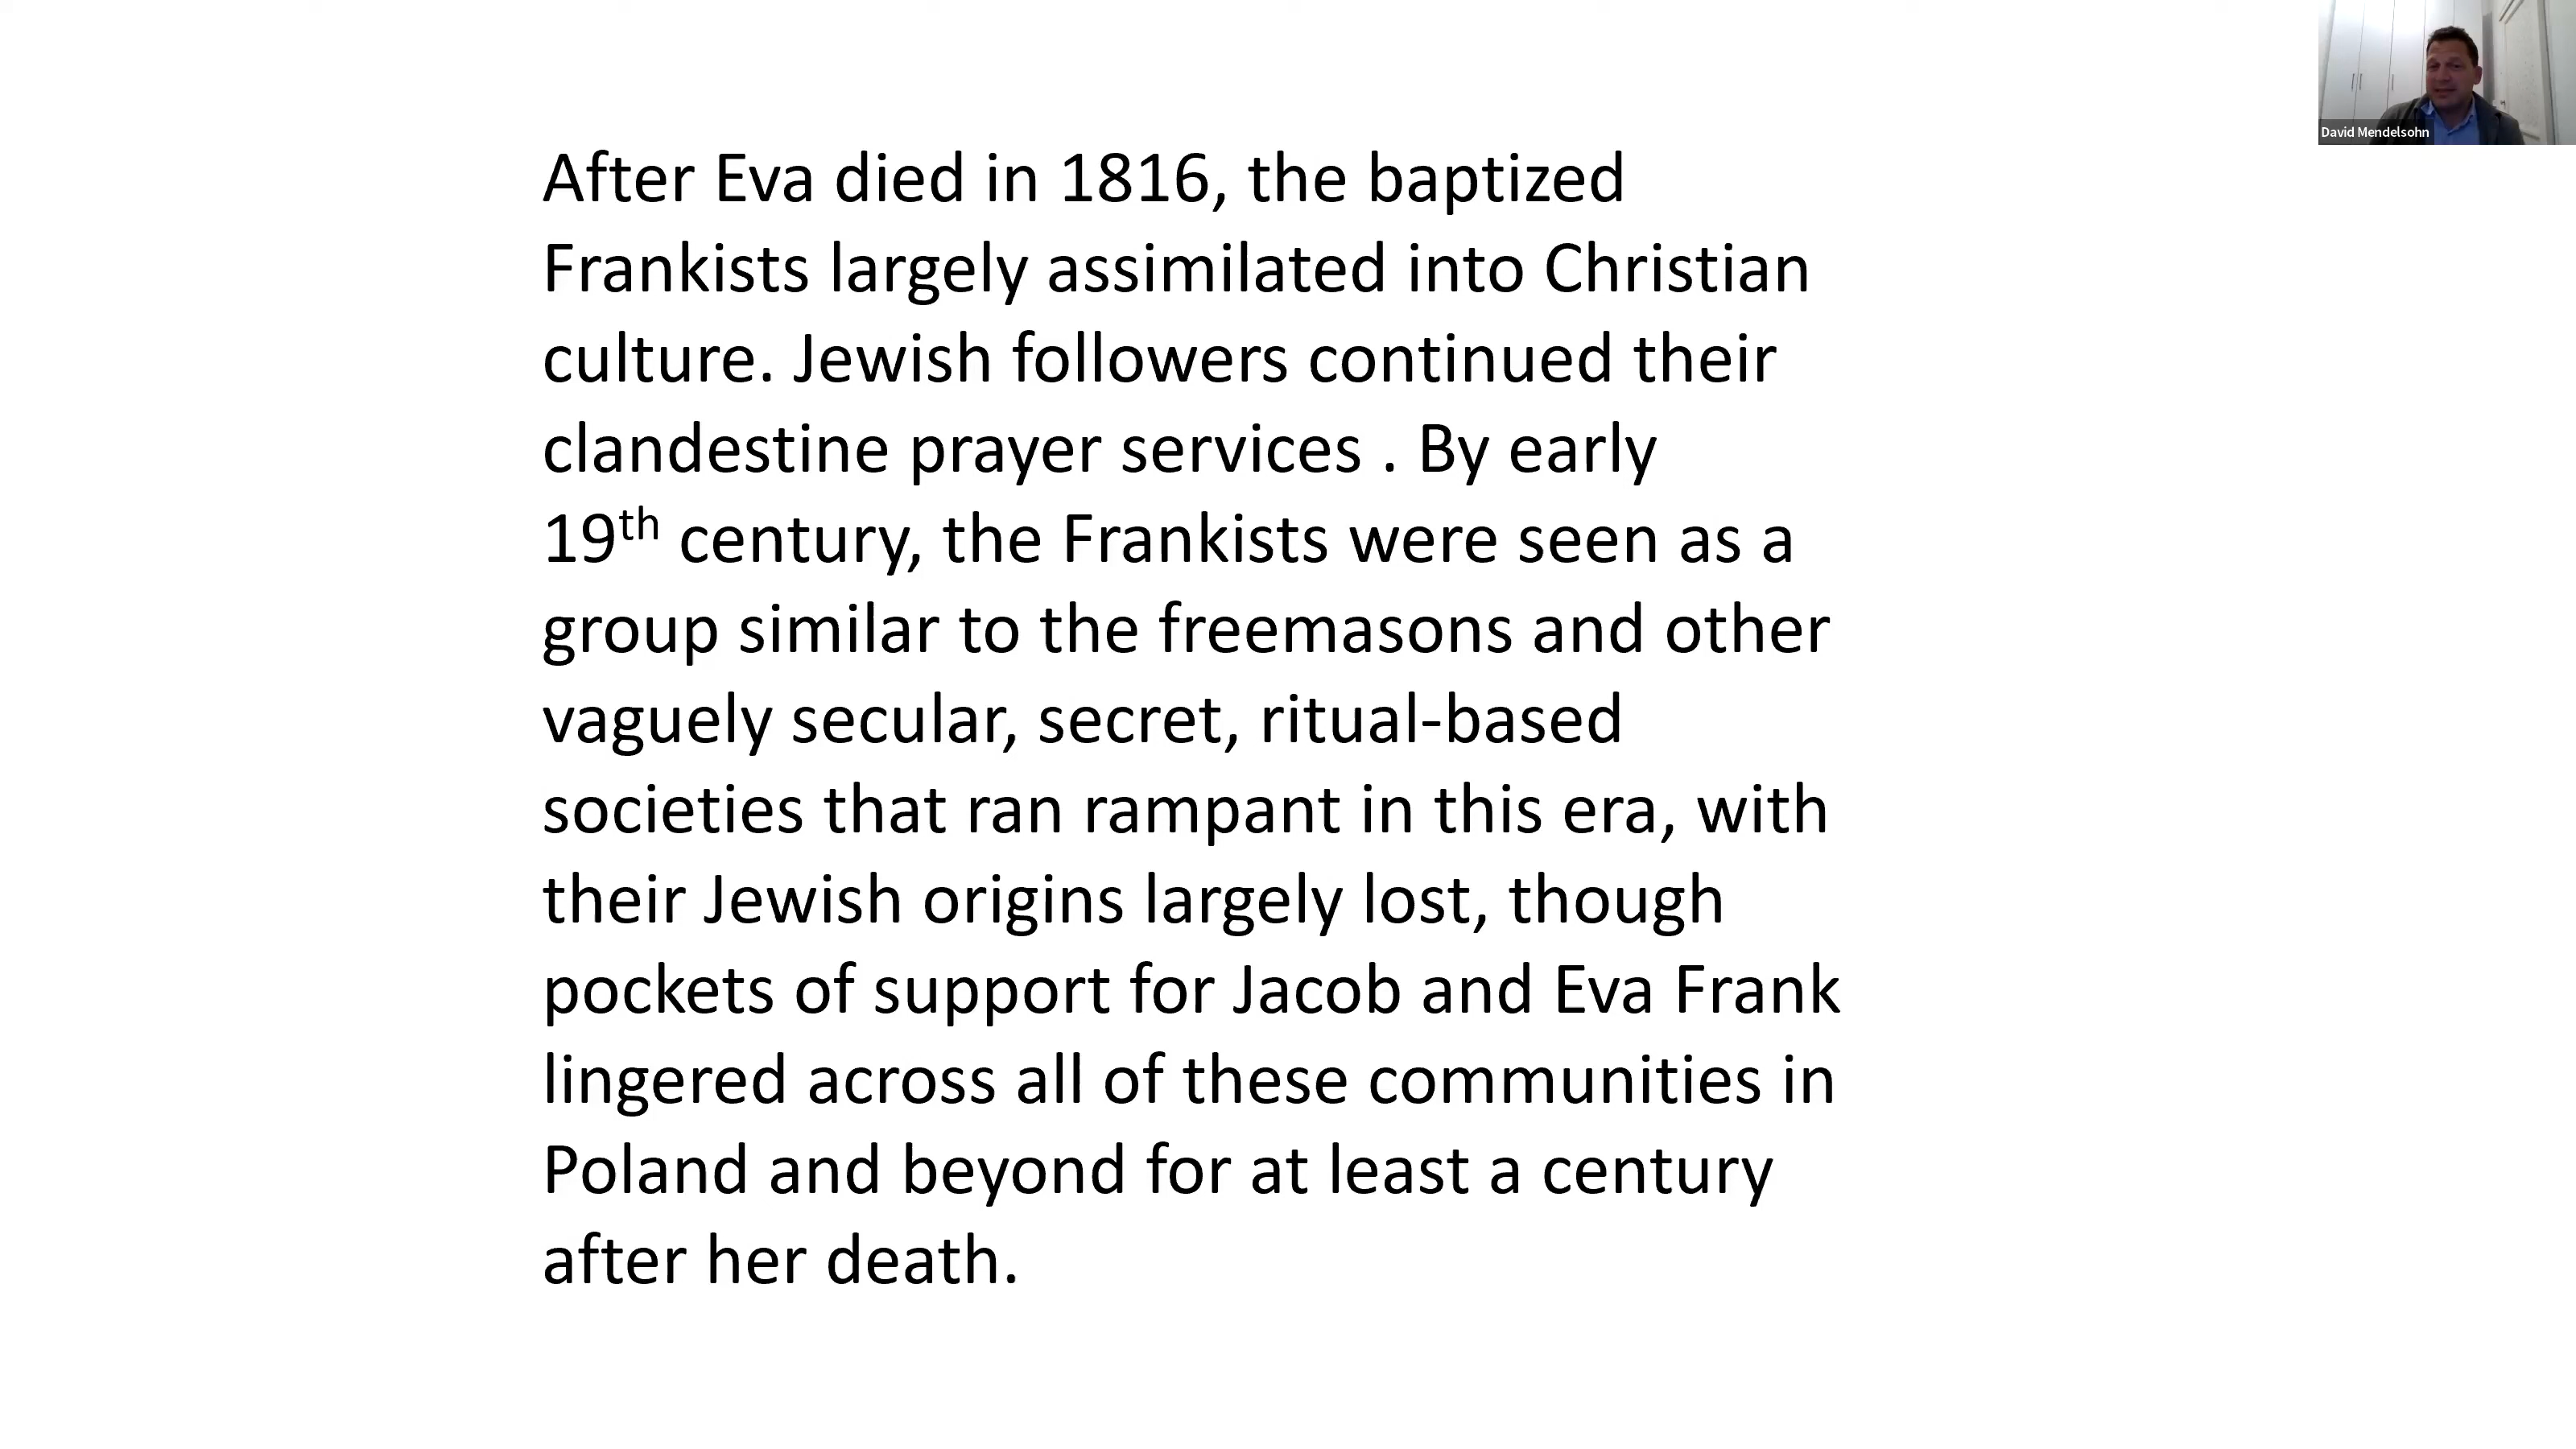 After Eva died in 1816, the baptized
Frankists largely assimilated into Christian
culture. Jewish followers continued their
clandestine prayer services . By early
19th century, the Frankists were seen as a
group similar to the freemasons and other
vaguely secular, secret, ritual-based
societies that ran rampant in this era, with
their Jewish origins largely lost, though
pockets of support for Jacob and Eva Frank
lingered across all of these communities in
Poland and beyond for at least a century
after her death.
David Mendelsohn